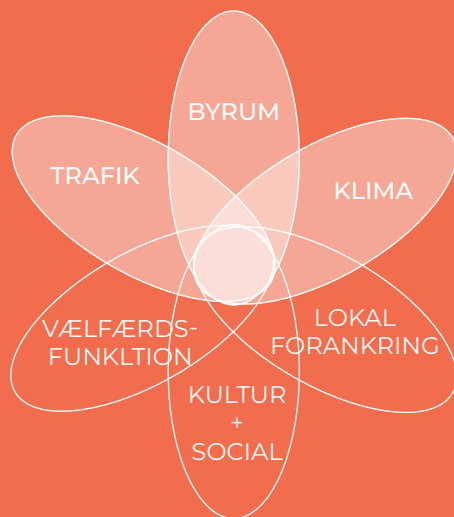 BYRUM
TRAFIK
KLIMA
VÆLFÆRDS-
FUNKLTION
LOKAL
FORANKRING
KULTUR
+
SOCIAL